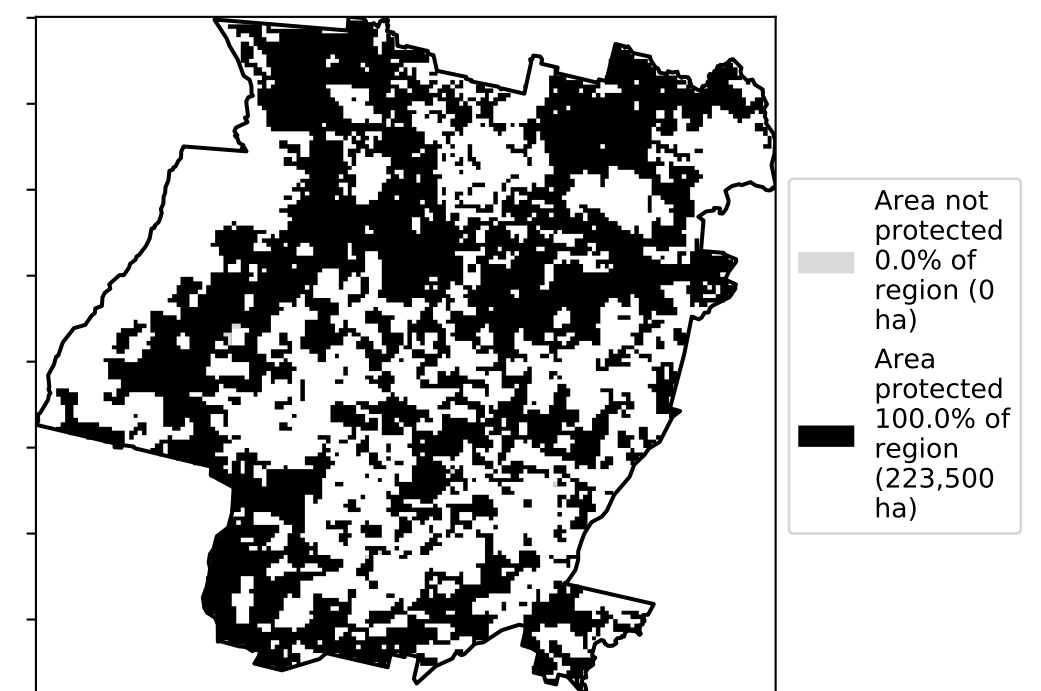 Area not
protected
0.0% of
region (0
ha)
Area
protected
100.0% of
region
(223,500
ha)